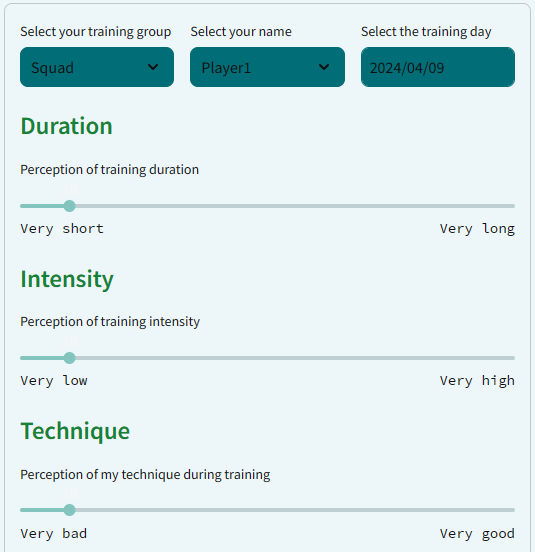 Select your training group Select your name Select the training day
Squad Player1 2024/04/09
Duration
Perception of training duration
Very short Very long
Intensity
Perception of training intensity
Very low Very high
Technique
Perception of my technique during training
Very bad Very good